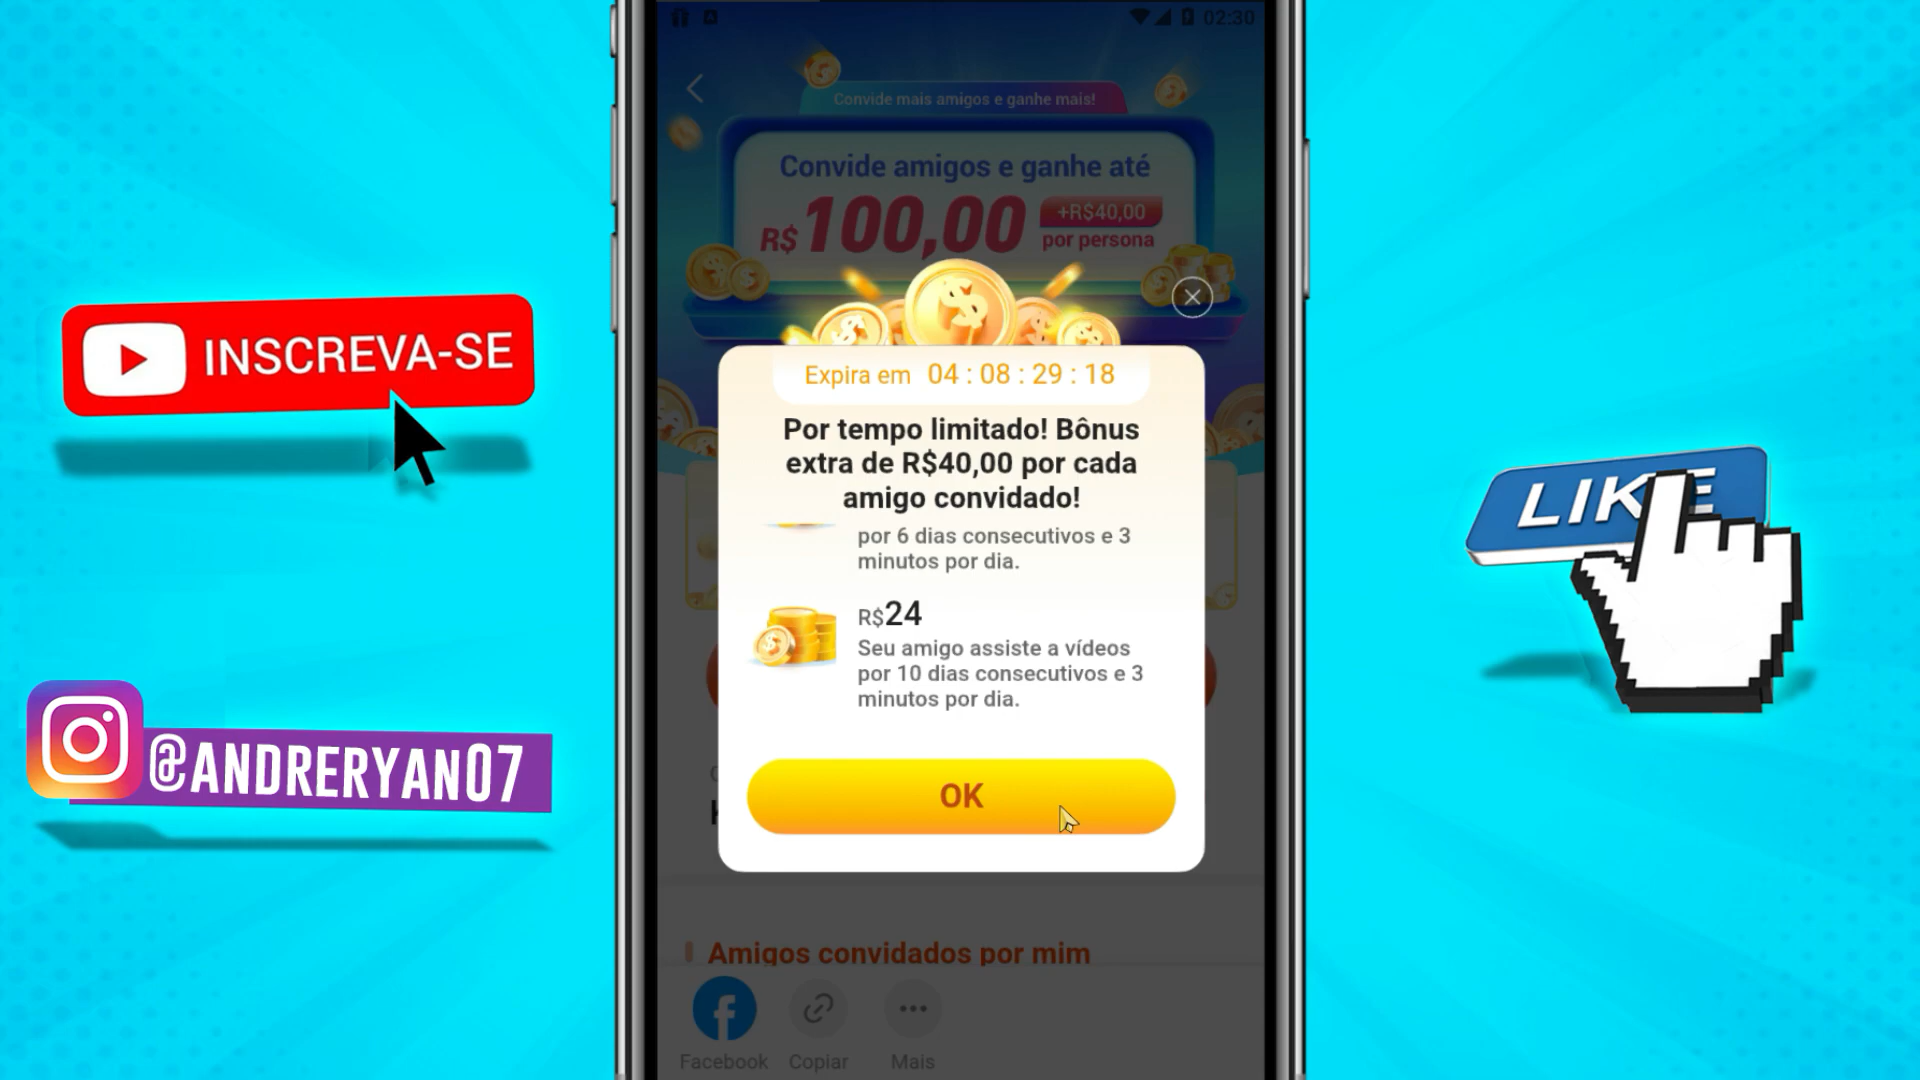 02:30
Convide mais amigos e ganhe mais!
Convide amigos e ganhe até
R$100,00
+R$40,00
por persona
INSCREVA-SE
Expira em 04 : 08 : 29 : 18
Por tempo limitado! Bônus
extra de R$40,00 por cada
amigo convidado!
por 6 dias consecutivos e 3
minutos por dia.
R$24
Seu amigo assiste a vídeos
por 10 dias consecutivos e 3
minutos por dia.
OK
LIKE
@ANDRERYAN07
Amigos convidados por mim
Facebook
Copiar
Mais